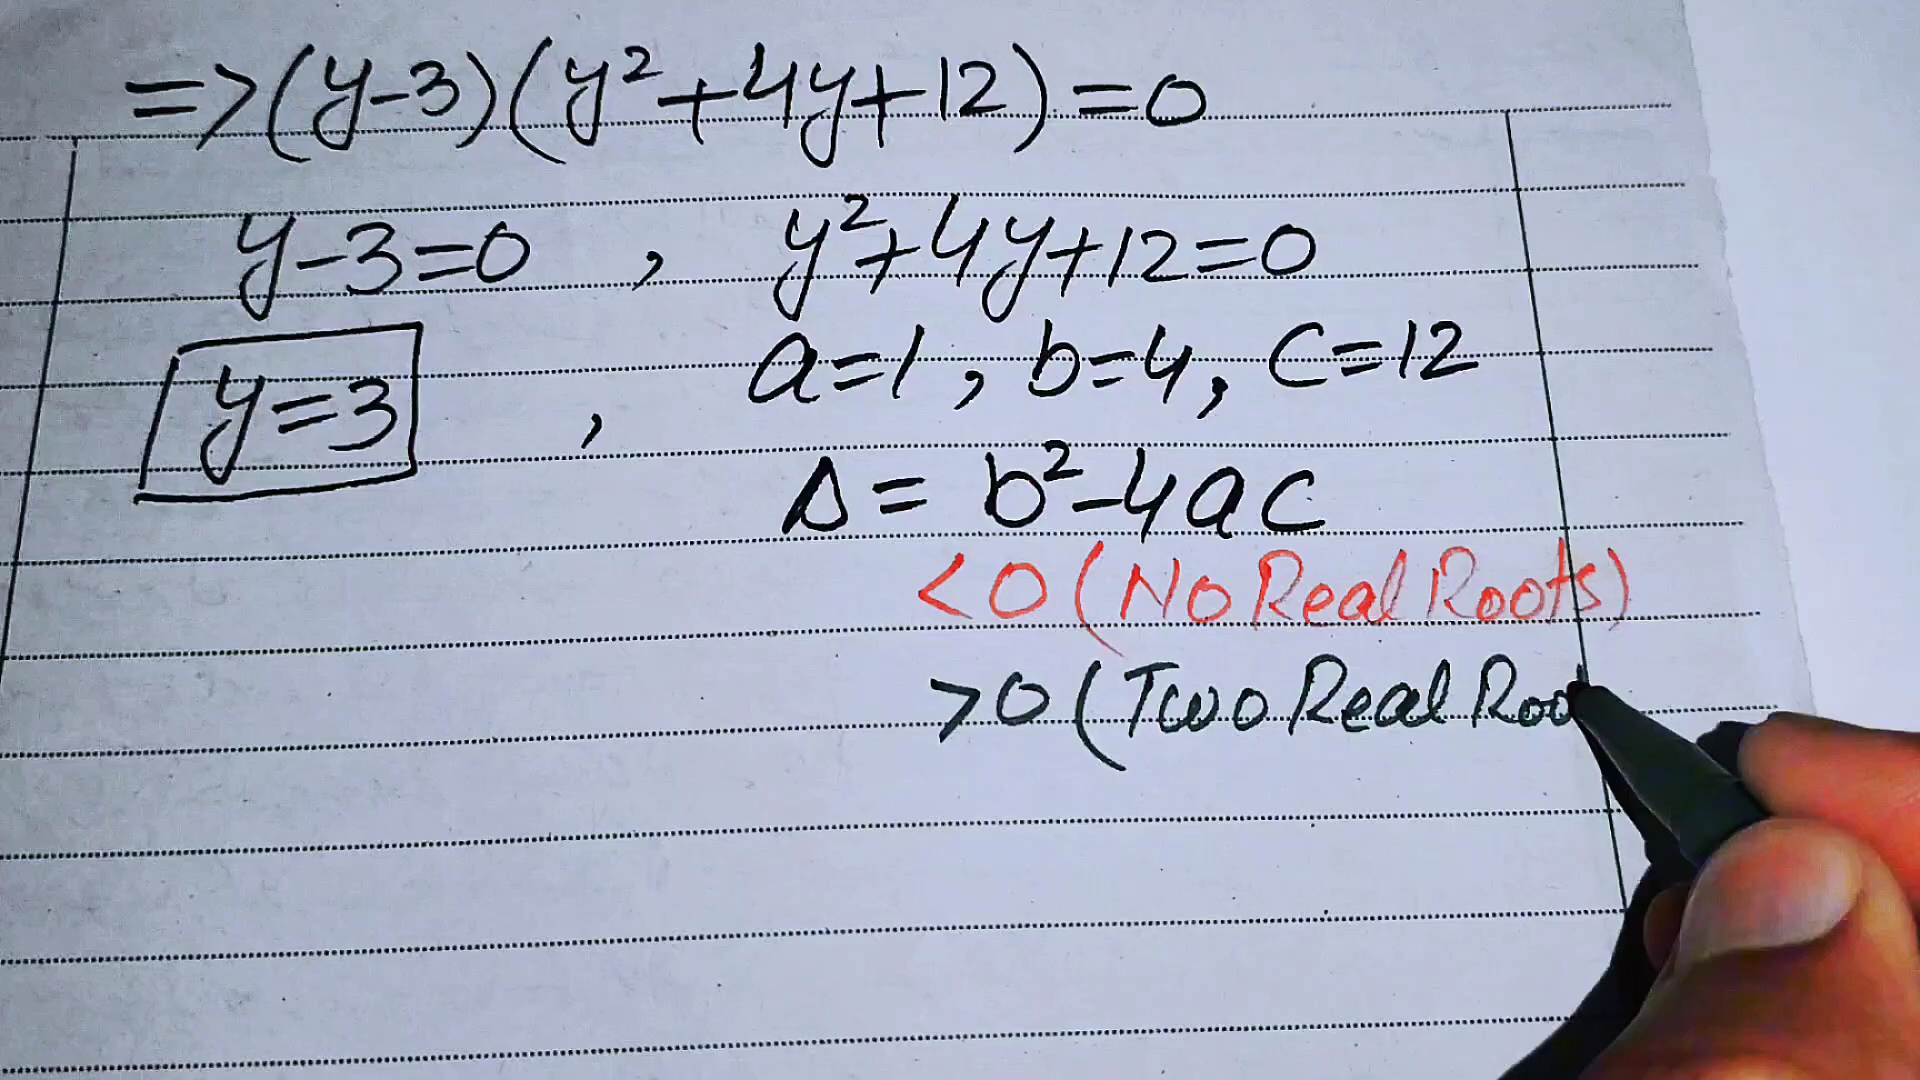 =>(y-3)(y²+4y+12)=0
y-3=0 , y²+4y+12=0
y=3 , a=1, b=4, c=12
Δ= b²-4ac
<0 (No Real Roots)
>0 (Two Real Roo